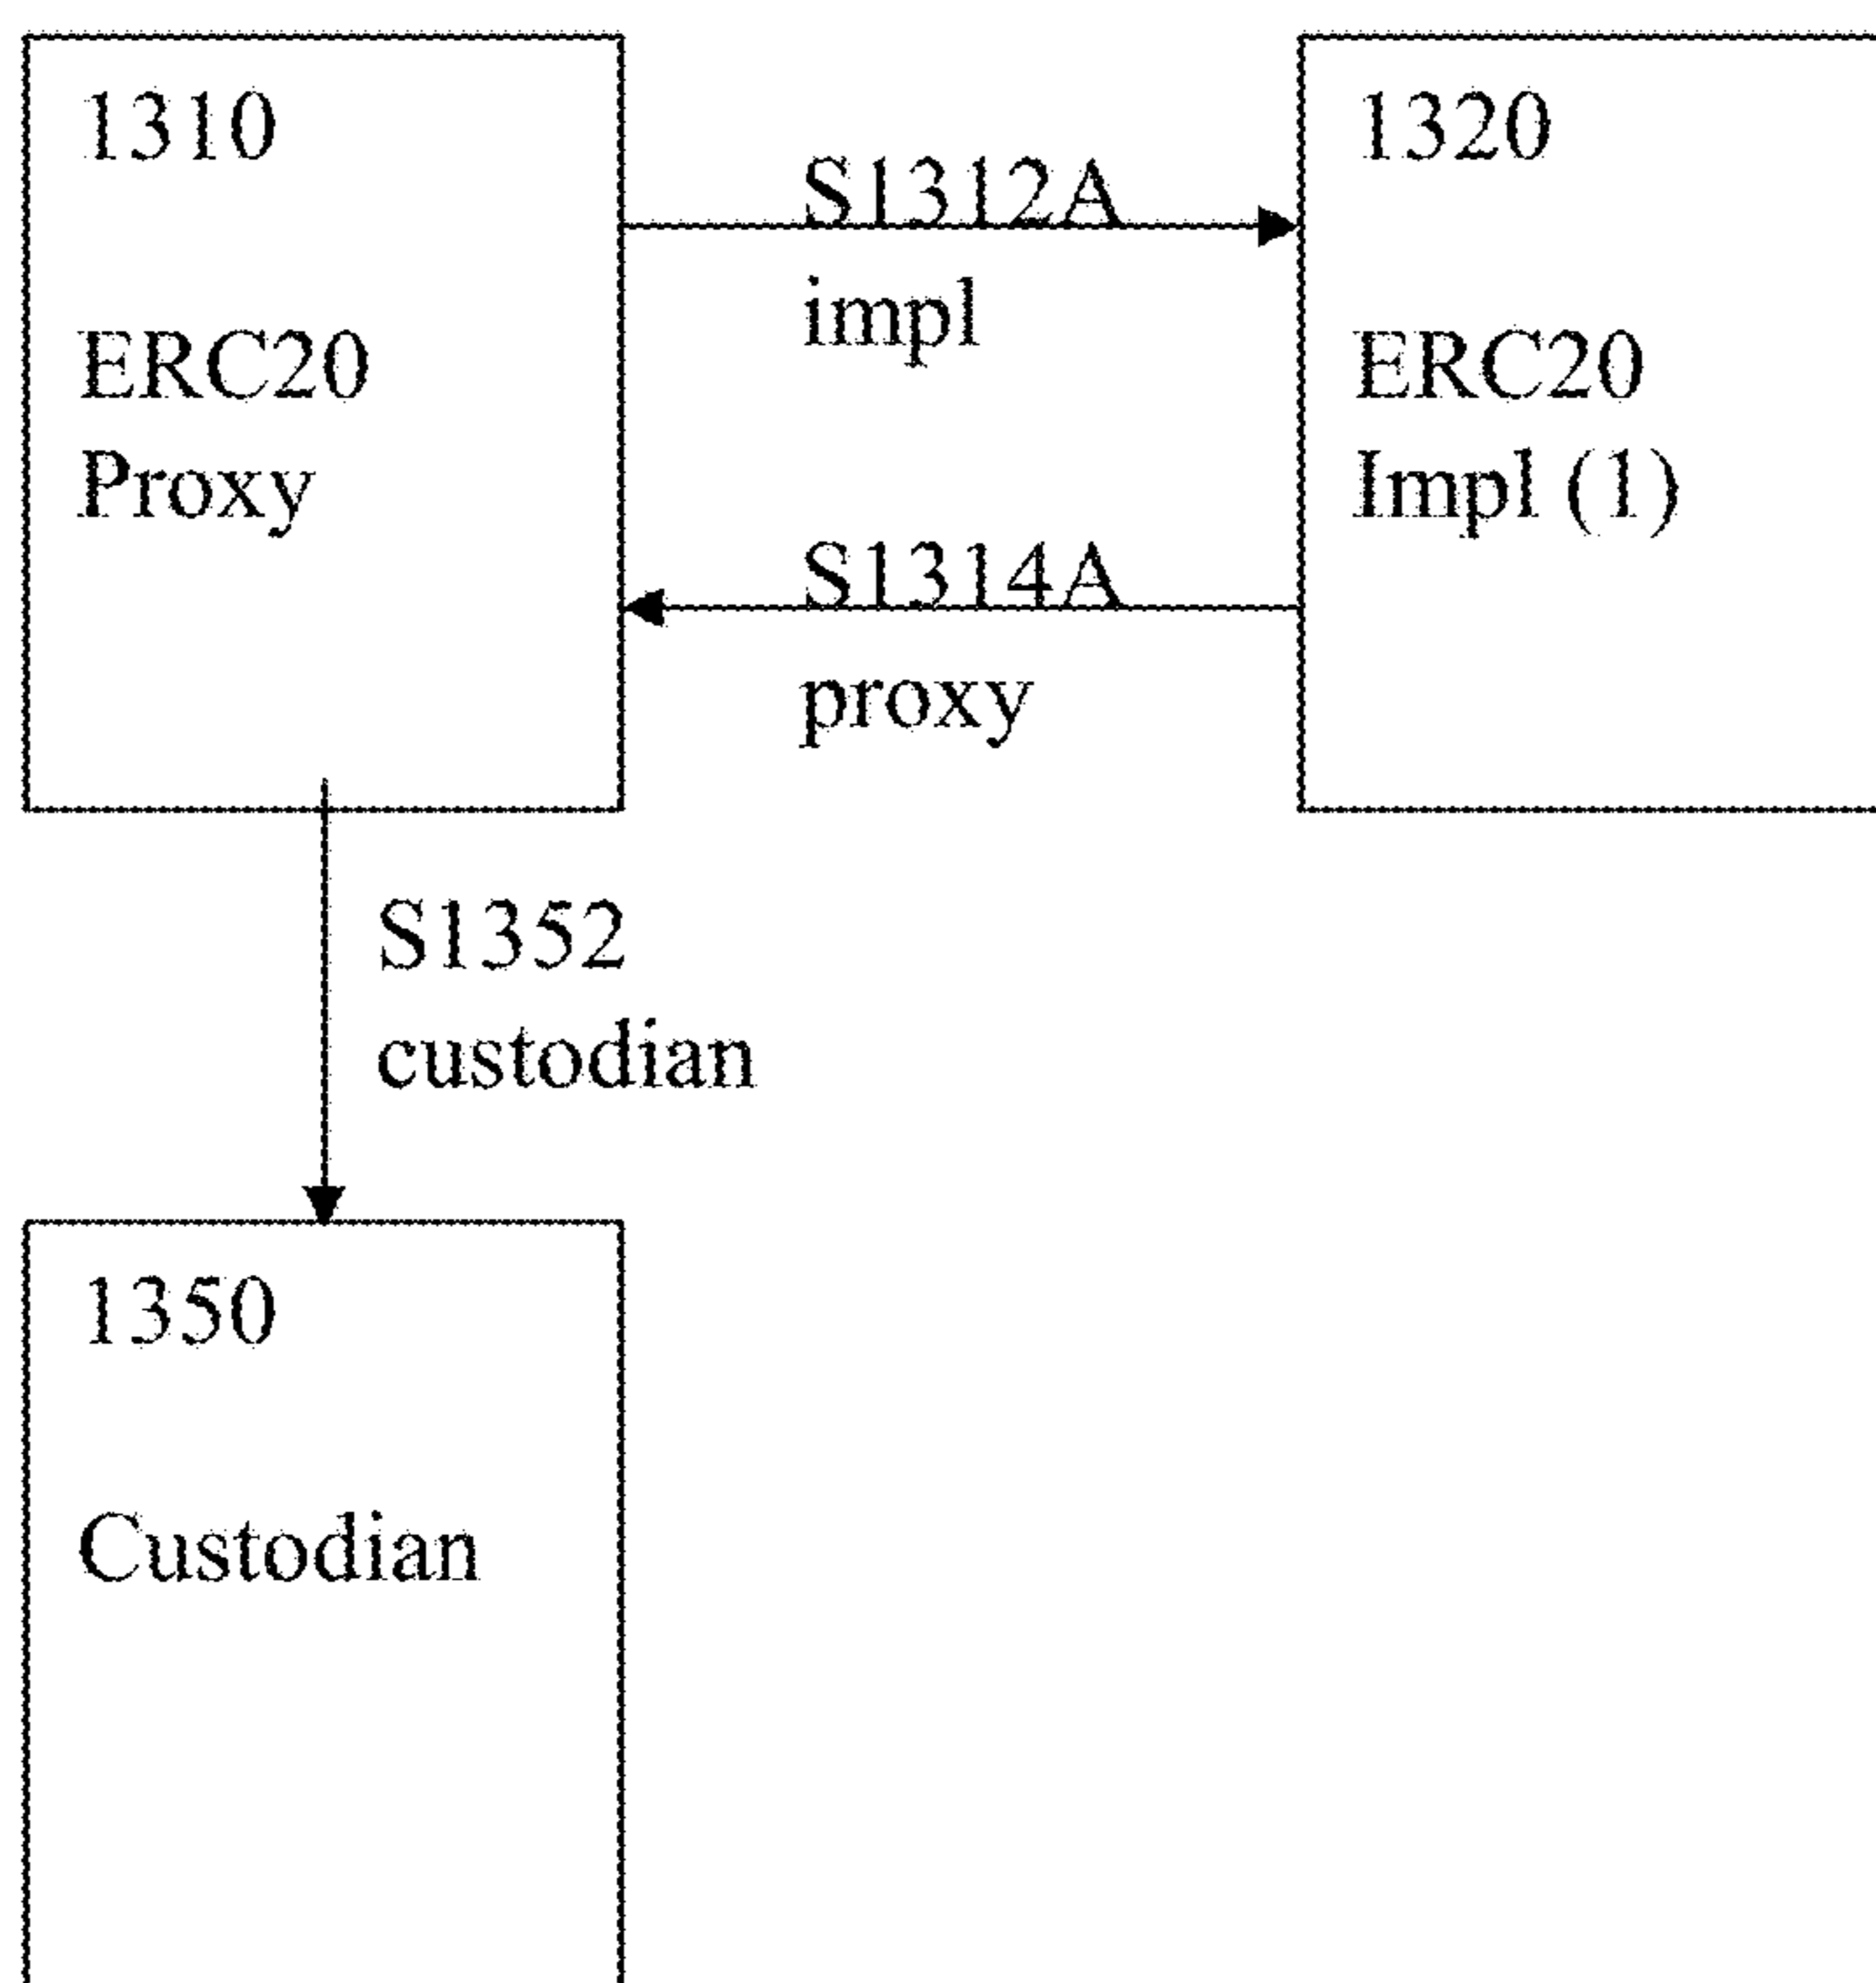 1310
ERC20
Proxy
S1312A
impl
S1314A
proxy
1320
ERC20
Impl (1)
S1352
custodian
1350
Custodian